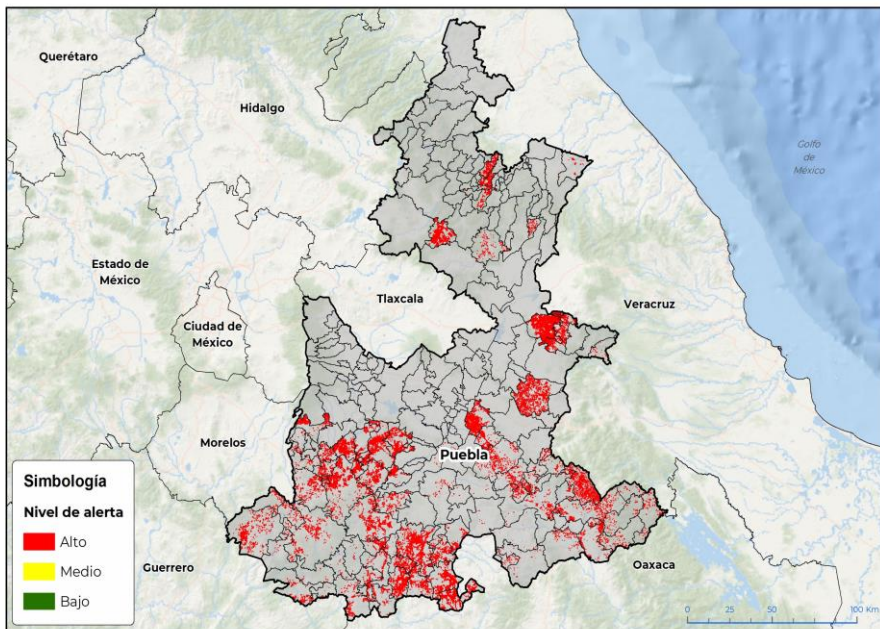 Querétaro
Hidalgo
Golfo
de
México
Estado de
México
Tlaxcala
Veracruz
Ciudad de
México
Morelos
Puebla
Simbología
Nivel de alerta
Alto
Medio
Bajo
Guerrero
Oaxaca
0 25 50 100 Km